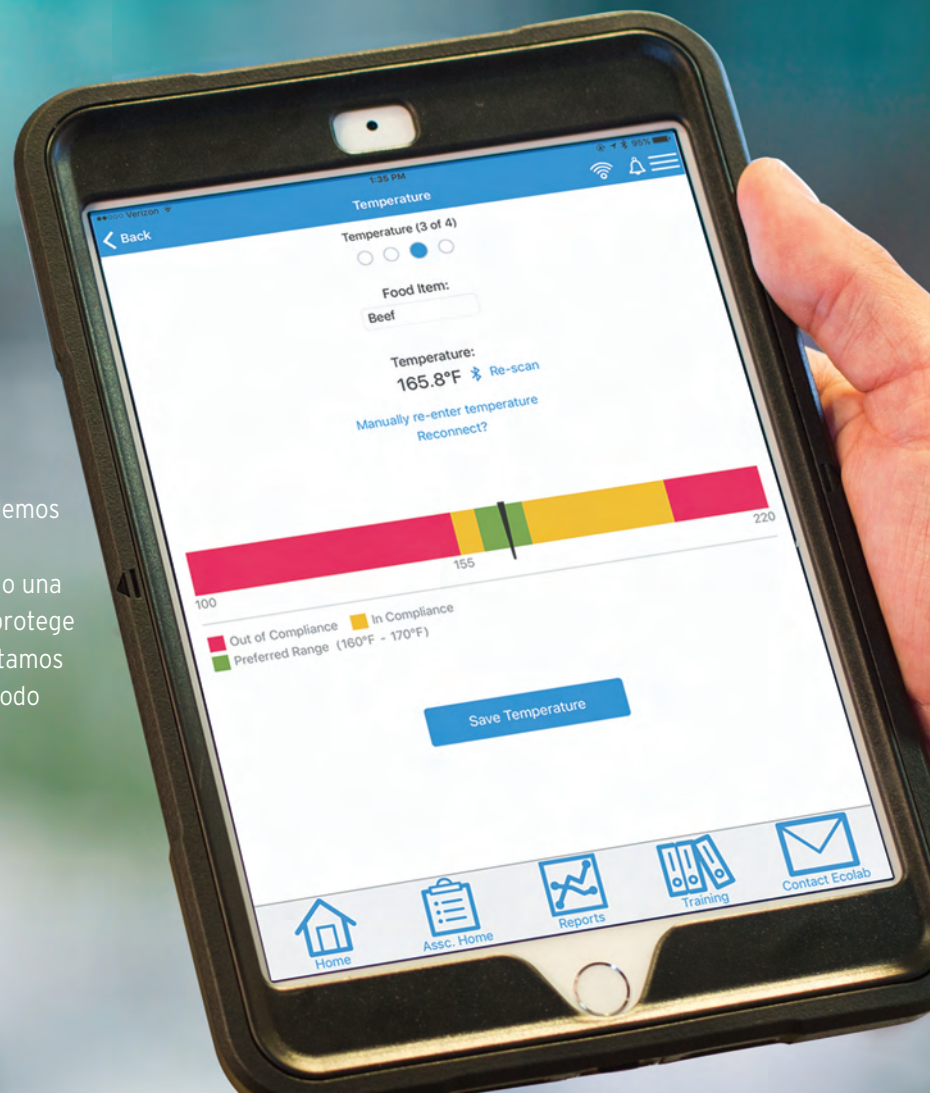 Verizon
1:35 PM
95%
Back
Temperature
Temperature (3 of 4)
Food Item:
Beef
Temperature:
165.8°F Re-scan
Manually re-enter temperature
Reconnect?
100
155
220
Out of Compliance In Compliance
Preferred Range (160°F - 170°F)
Save Temperature
Home
Assc. Home
Reports
Training
Contact Ecolab
emos
o una
protege
tamos
odo